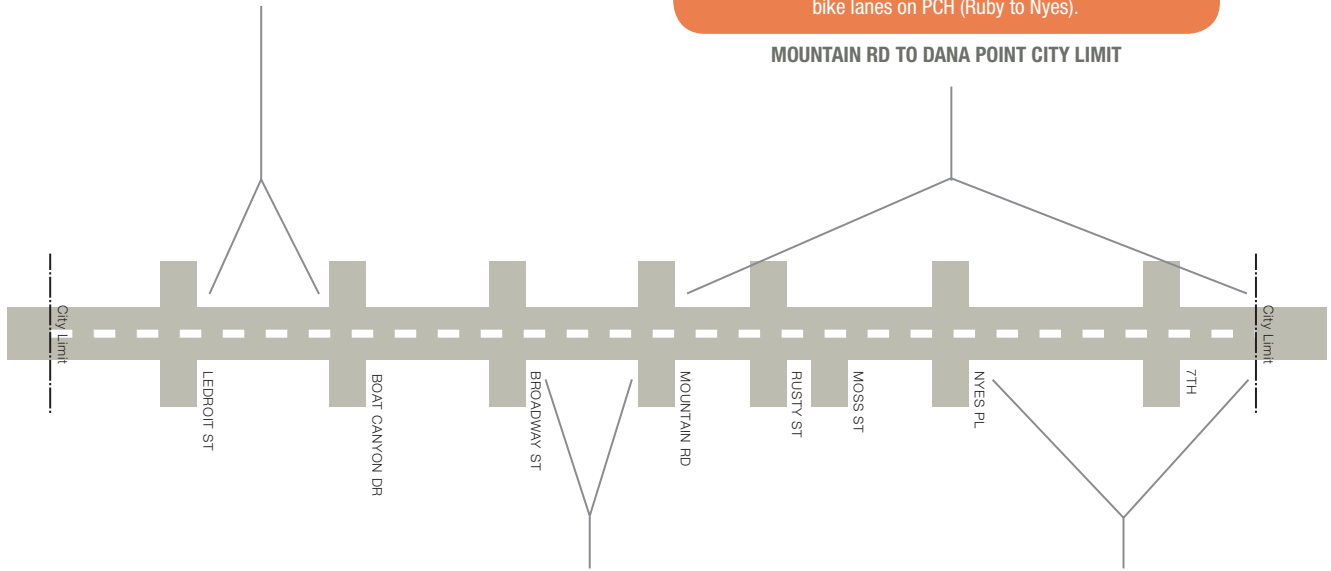 bike lanes on PCH (Ruby to Nyes).
MOUNTAIN RD TO DANA POINT CITY LIMIT
City Limit
LEDROIT ST
BOAT CANYON DR
BROADWAY ST
MOUNTAIN RD
RUSTY ST
MOSS ST
NYES PL
7TH
City Limit